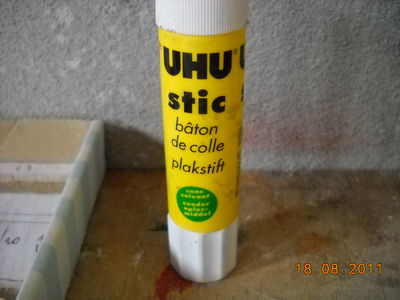 UHU®
stic
bâton
de colle
plakstift
sans
solvant
zonder
oplos-
middel
18.08.2011